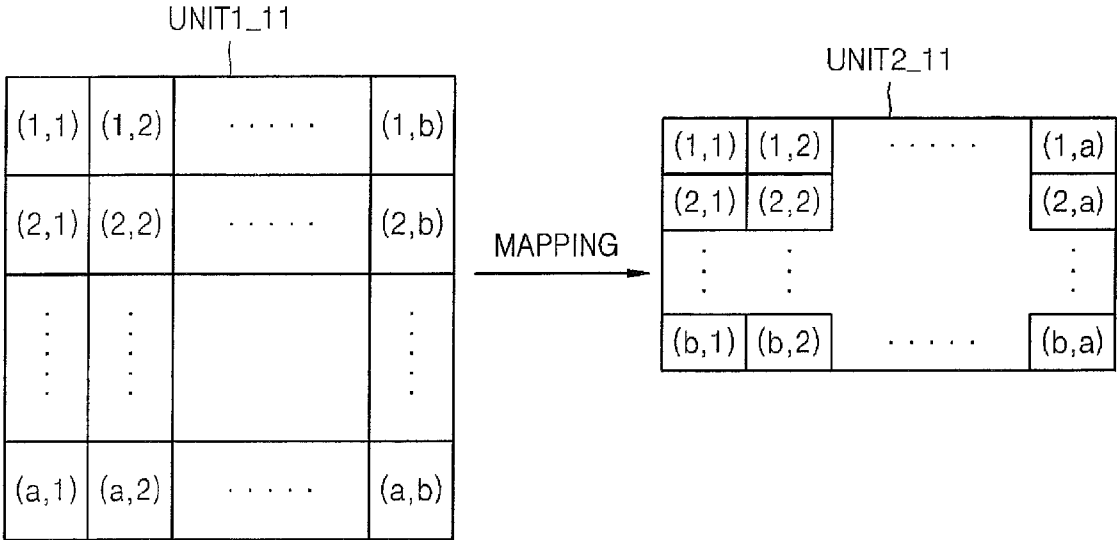 UNIT1_11
UNIT2_11
(1,1) (1,2) ..... (1,b)
(2,1) (2,2) ..... (2,b)
(a,1) (a,2) ..... (a,b)
MAPPING
(1,1) (1,2) ..... (1,a)
(2,1) (2,2) (2,a)
(b,1) (b,2) ..... (b,a)